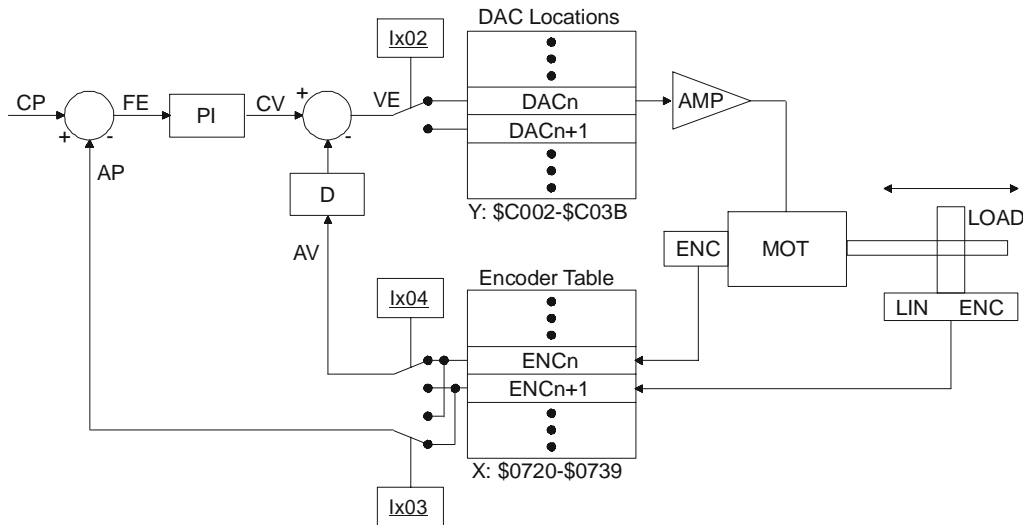 DAC Locations
Ix02
CP
+
-
FE
PI
CV
+
-
VE
DACn
DACn+1
AMP
AP
D
Y: $C002-$C03B
AV
ENC
MOT
LOAD
Encoder Table
Ix04
LIN ENC
ENCn
ENCn+1
X: $0720-$0739
Ix03